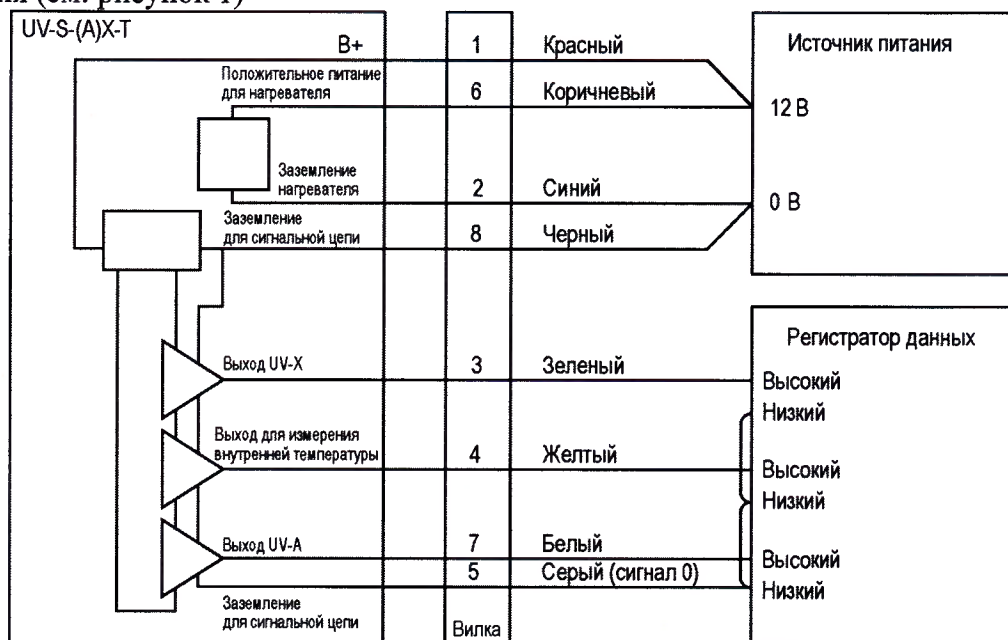 UV-S-(A)X-T
B+
1
Красный
Источник питания
Положительное питание
для нагревателя
6
Коричневый
12 В
Заземление
нагревателя
2
Синий
0 В
Заземление
для сигнальной цепи
8
Черный
Регистратор данных
Выход UV-X
3
Зеленый
Высокий
Низкий
Выход для измерения
внутренней температуры
4
Желтый
Высокий
Низкий
Выход UV-A
7
Белый
Высокий
5
Серый (сигнал 0)
Низкий
Заземление
для сигнальной цепи
Вилка